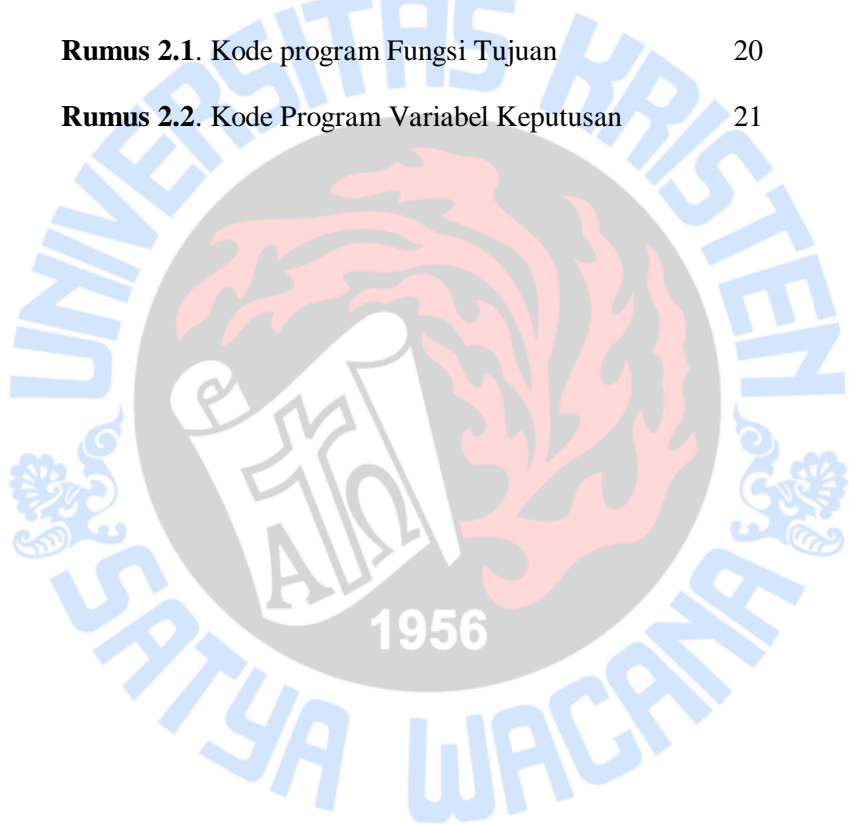 Rumus 2.1. Kode program Fungsi Tujuan 20
Rumus 2.2. Kode Program Variabel Keputusan 21
UNIVERSITAS KRISTEN
Α Ω
1956
SATYA WACANA